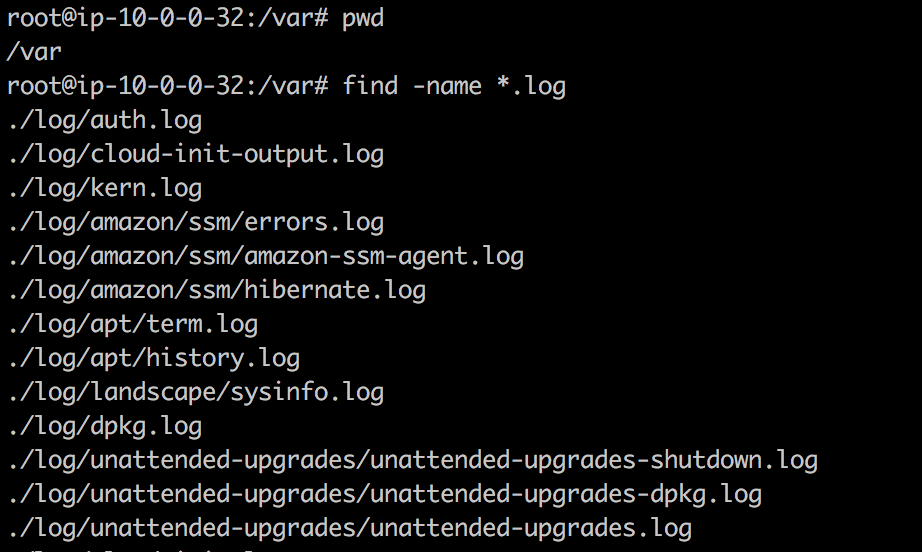 root@ip-10-0-0-32:/var# pwd
/var
root@ip-10-0-0-32:/var# find -name *.log
./log/auth.log
./log/cloud-init-output.log
./log/kern.log
./log/amazon/ssm/errors.log
./log/amazon/ssm/amazon-ssm-agent.log
./log/amazon/ssm/hibernate.log
./log/apt/term.log
./log/apt/history.log
./log/landscape/sysinfo.log
./log/dpkg.log
./log/unattended-upgrades/unattended-upgrades-shutdown.log
./log/unattended-upgrades/unattended-upgrades-dpkg.log
./log/unattended-upgrades/unattended-upgrades.log